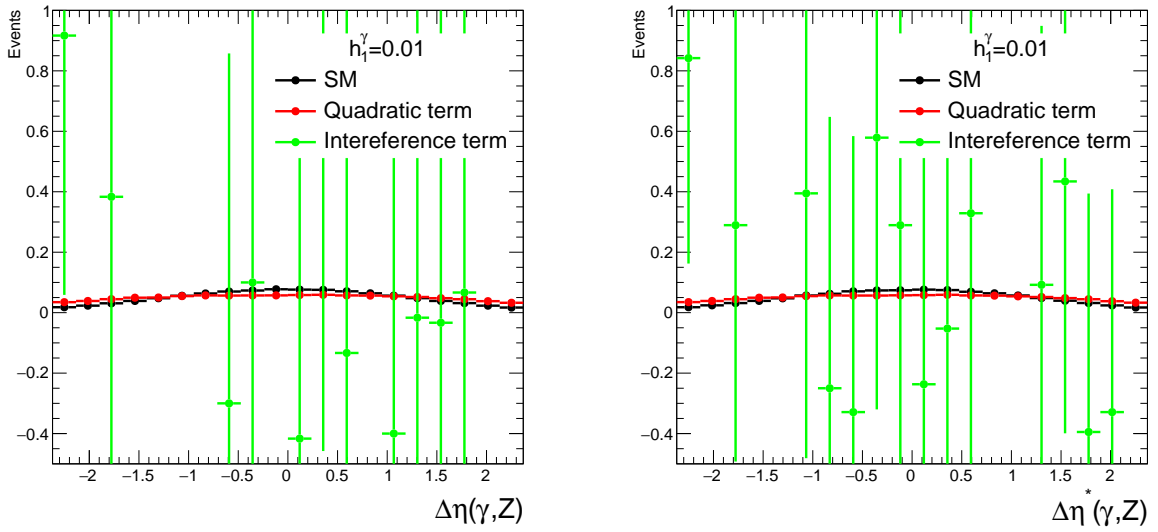 Events
1
0.8
0.6
0.4
0.2
0
−0.2
−0.4
h₁^γ=0.01
SM
Quadratic term
Intereference term
−2 −1.5 −1 −0.5 0 0.5 1 1.5 2
Δη(γ,Z)
Events
1
0.8
0.6
0.4
0.2
0
−0.2
−0.4
h₁^γ=0.01
SM
Quadratic term
Intereference term
−2 −1.5 −1 −0.5 0 0.5 1 1.5 2
Δη*(γ,Z)